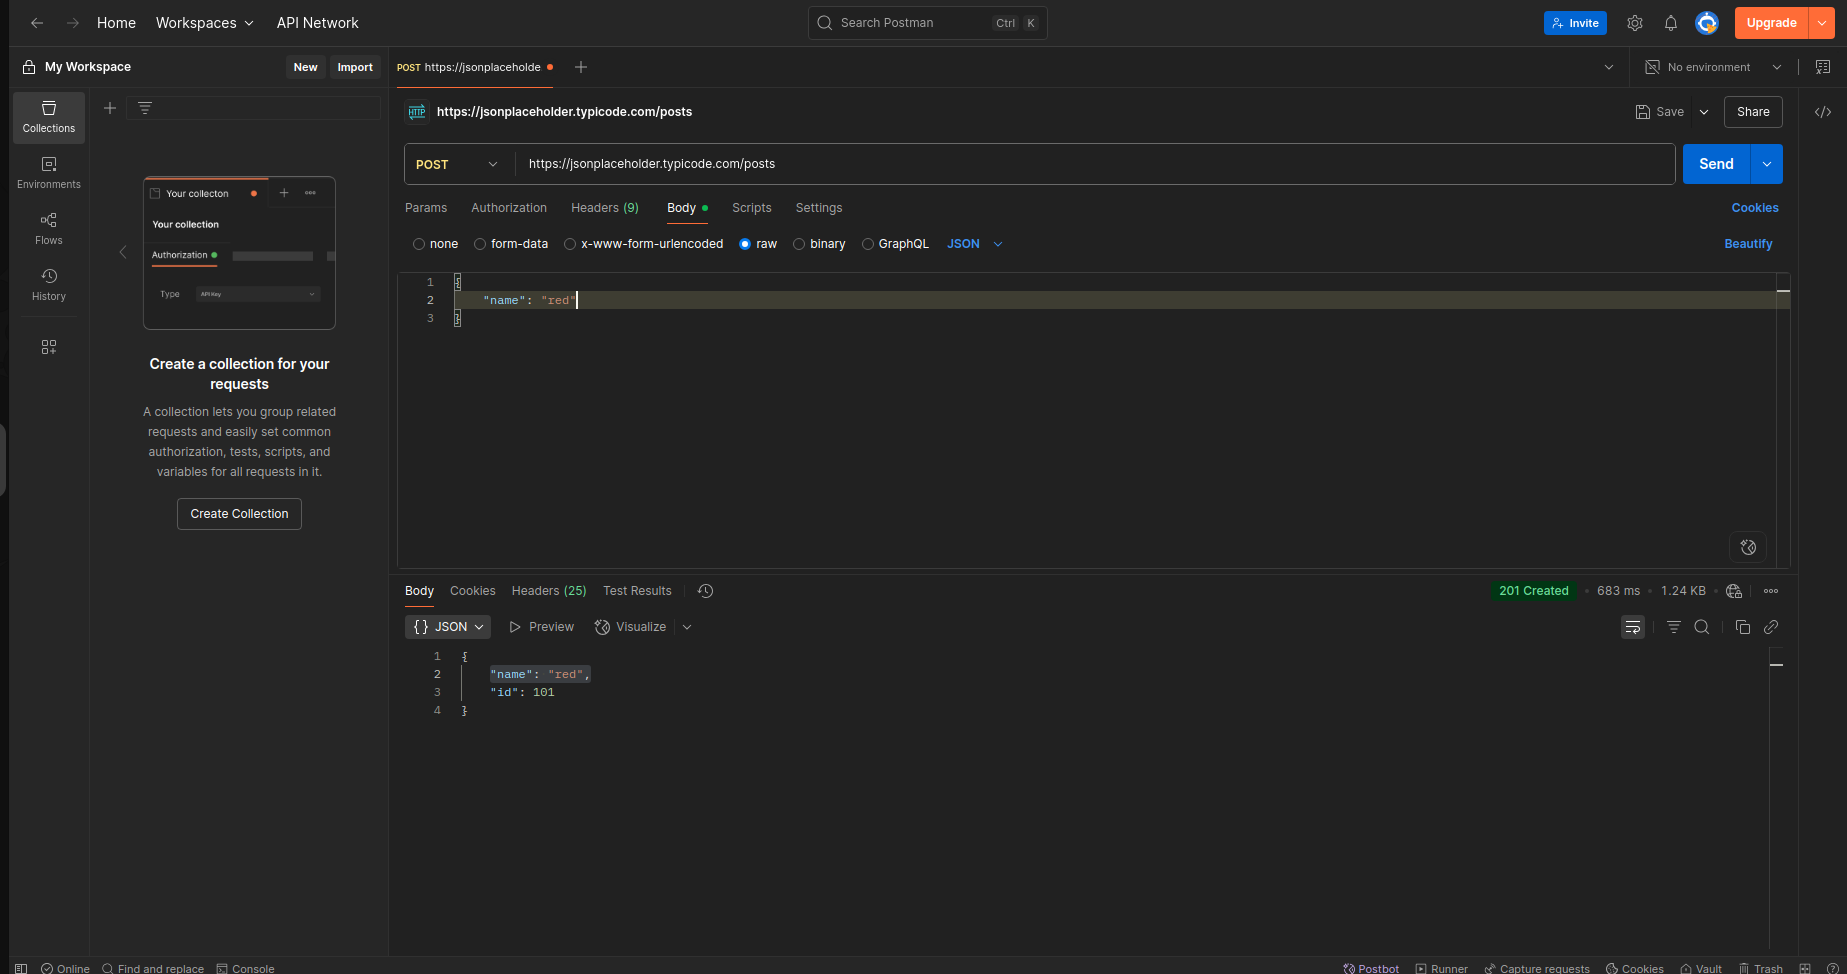 Home Workspaces API Network Search Postman Ctrl K Invite Upgrade
My Workspace New Import POST https://jsonplaceholde No environment
HTTP https://jsonplaceholder.typicode.com/posts Save Share
Collections
Environments
Flows
History
Your collecton
Your collection
Authorization
Type API Key
Create a collection for your
requests
A collection lets you group related
requests and easily set common
authorization, tests, scripts, and
variables for all requests in it.
Create Collection
POST https://jsonplaceholder.typicode.com/posts Send
Params Authorization Headers (9) Body Scripts Settings Cookies
none form-data x-www-form-urlencoded raw binary GraphQL JSON Beautify
1 {
2 "name": "red"
3 }
Body Cookies Headers (25) Test Results 201 Created 683 ms 1.24 KB
{} JSON Preview Visualize
1 {
2 "name": "red",
3 "id": 101
4 }
Online Find and replace Console Postbot Runner Capture requests Cookies Vault Trash